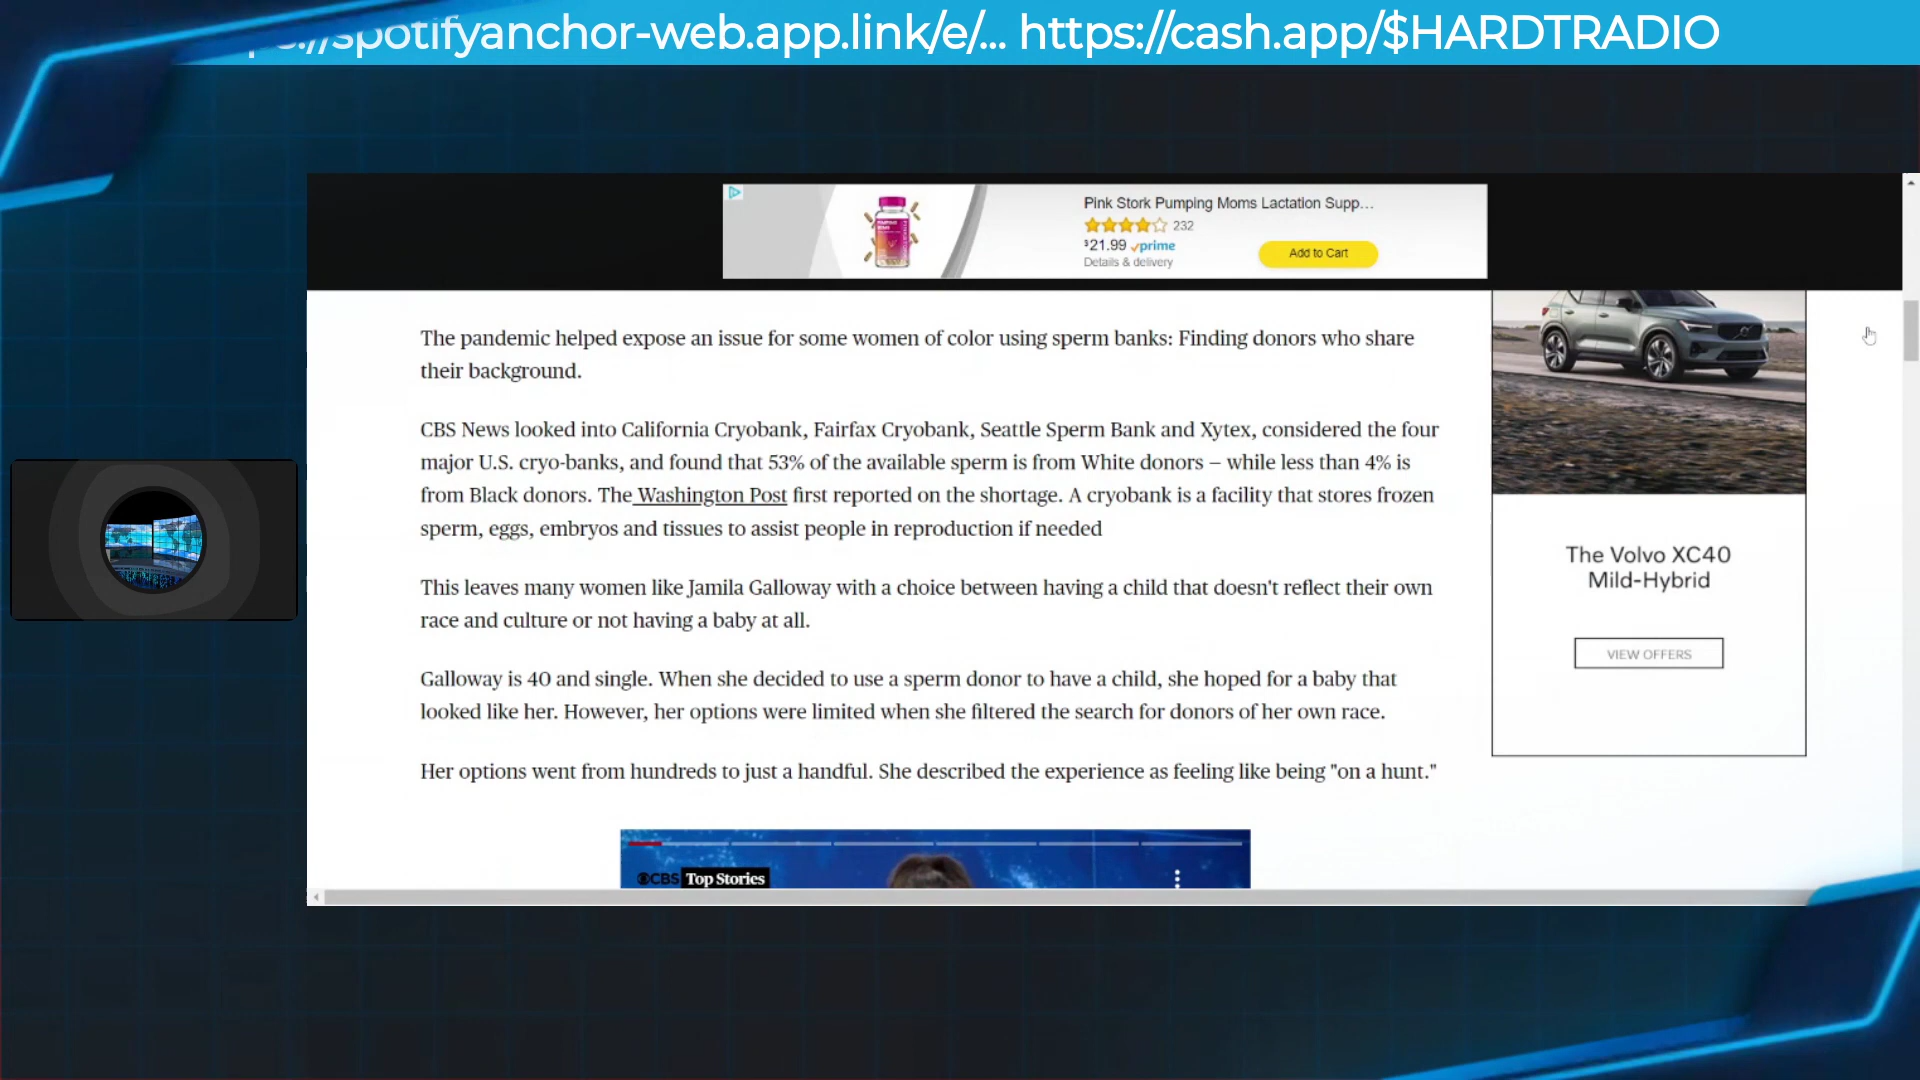 ://spotifyanchor-web.app.link/e/... https://cash.app/$HARDTRADIO
Pink Stork Pumping Moms Lactation Supp...
232
$21.99 prime
Details & delivery
Add to Cart
The pandemic helped expose an issue for some women of color using sperm banks: Finding donors who share
their background.
CBS News looked into California Cryobank, Fairfax Cryobank, Seattle Sperm Bank and Xytex, considered the four
major U.S. cryo-banks, and found that 53% of the available sperm is from White donors – while less than 4% is
from Black donors. The Washington Post first reported on the shortage. A cryobank is a facility that stores frozen
sperm, eggs, embryos and tissues to assist people in reproduction if needed
This leaves many women like Jamila Galloway with a choice between having a child that doesn't reflect their own
race and culture or not having a baby at all.
Galloway is 40 and single. When she decided to use a sperm donor to have a child, she hoped for a baby that
looked like her. However, her options were limited when she filtered the search for donors of her own race.
Her options went from hundreds to just a handful. She described the experience as feeling like being "on a hunt."
The Volvo XC40
Mild-Hybrid
VIEW OFFERS
CBS Top Stories